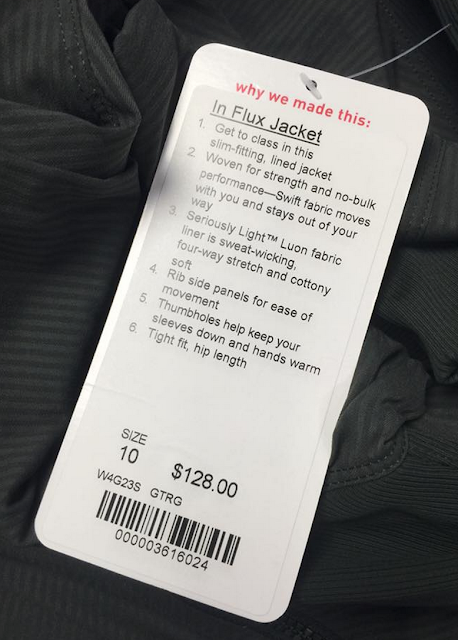 why we made this:
In Flux Jacket
1. Get to class in this
slim-fitting, lined jacket
2. Woven for strength and no-bulk
performance—Swift fabric moves
with you and stays out of your
way
3. Seriously Light™ Luon fabric
liner is sweat-wicking,
four-way stretch and cottony
soft
4. Rib side panels for ease of
movement
5. Thumbholes help keep your
sleeves down and hands warm
6. Tight fit, hip length
SIZE
10 $128.00
W4G23S GTRG
000003616024